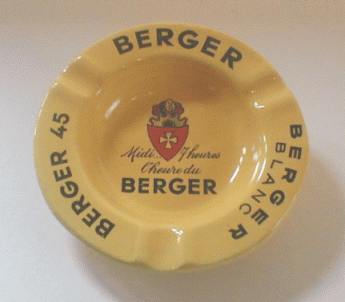 BERGER
BERGER 45
BERGER
BLANC
Midi... 7 heures
l'heure du
BERGER